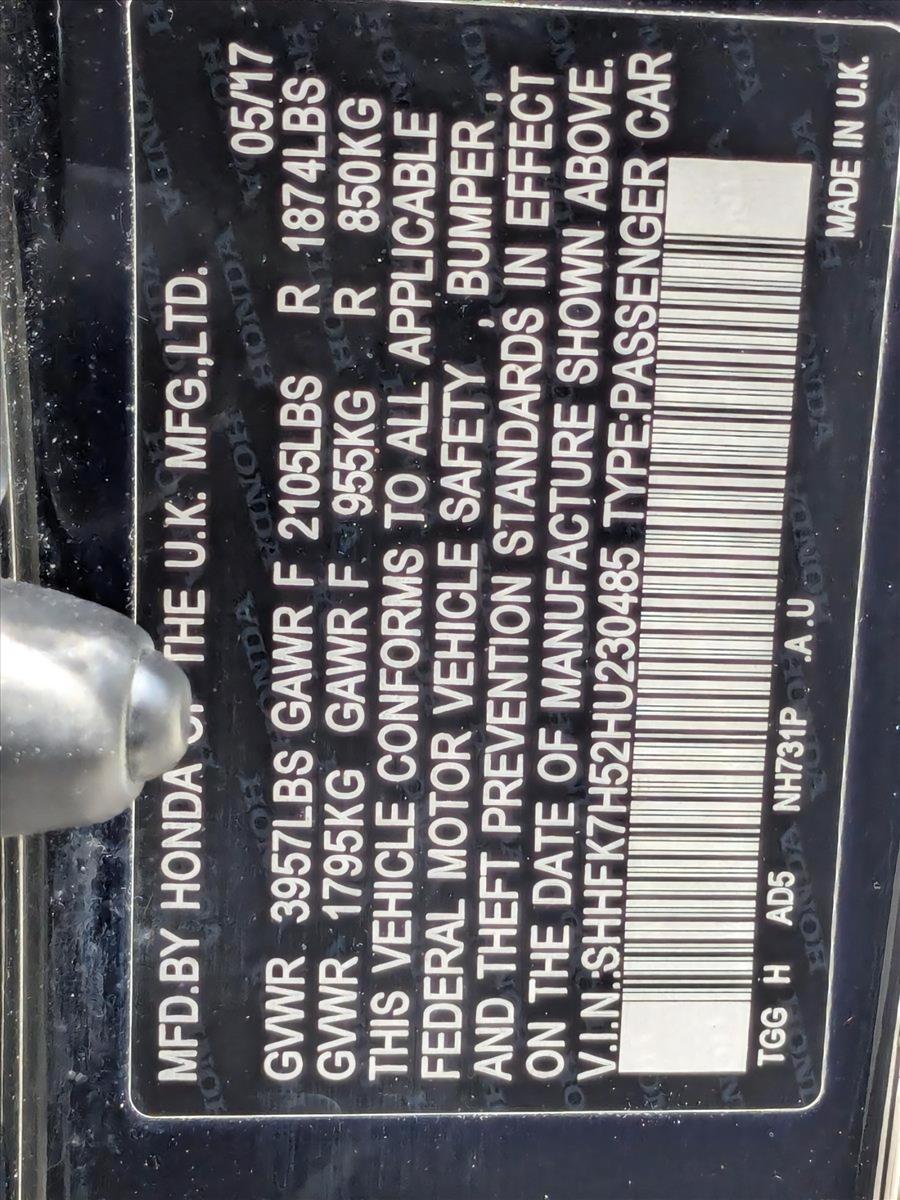 MFD.BY HONDA OF THE U.K. MFG.,LTD.
05/17
GVWR 3957LBS GAWR F 2105LBS R 1874LBS
GVWR 1795KG GAWR F 955KG R 850KG
THIS VEHICLE CONFORMS TO ALL APPLICABLE
FEDERAL MOTOR VEHICLE SAFETY , BUMPER ,
AND THEFT PREVENTION STANDARDS IN EFFECT
ON THE DATE OF MANUFACTURE SHOWN ABOVE.
V.I.N.:SHHFK7H52HU230485 TYPE:PASSENGER CAR
TGG H AD5 NH731P .A.U MADE IN U.K.